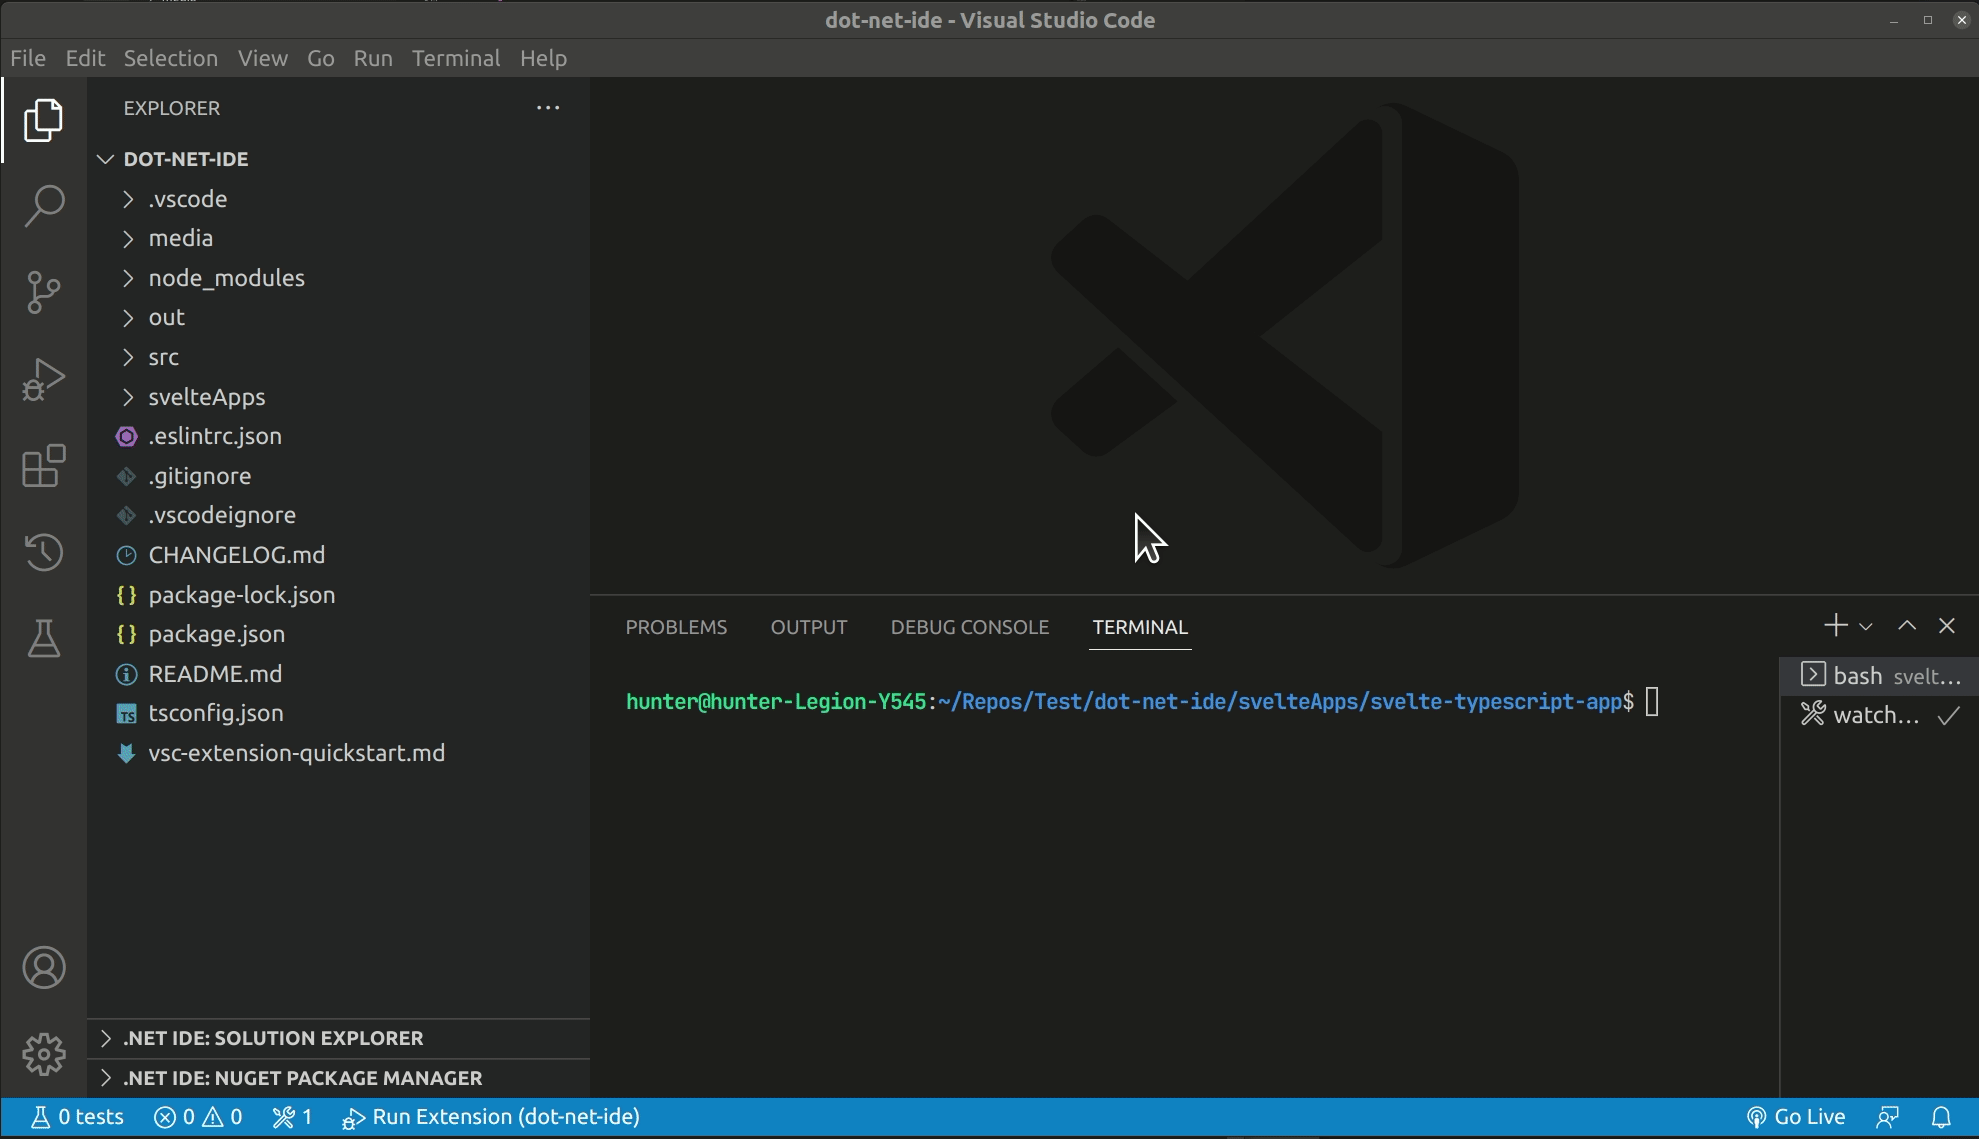 dot-net-ide - Visual Studio Code
File Edit Selection View Go Run Terminal Help
EXPLORER
DOT-NET-IDE
.vscode
media
node_modules
out
src
svelteApps
.eslintrc.json
.gitignore
.vscodeignore
CHANGELOG.md
package-lock.json
package.json
README.md
tsconfig.json
vsc-extension-quickstart.md
.NET IDE: SOLUTION EXPLORER
.NET IDE: NUGET PACKAGE MANAGER
PROBLEMS OUTPUT DEBUG CONSOLE TERMINAL
hunter@hunter-Legion-Y545:~/Repos/Test/dot-net-ide/svelteApps/svelte-typescript-app$
bash svelt...
watch...
0 tests 0 0 1 Run Extension (dot-net-ide) Go Live